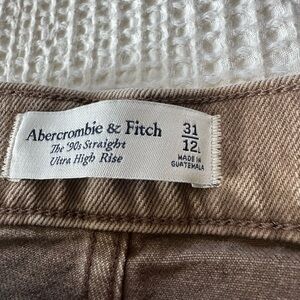 Abercrombie & Fitch
The '90s Straight
Ultra High Rise
31
12L
MADE IN
GUATEMALA